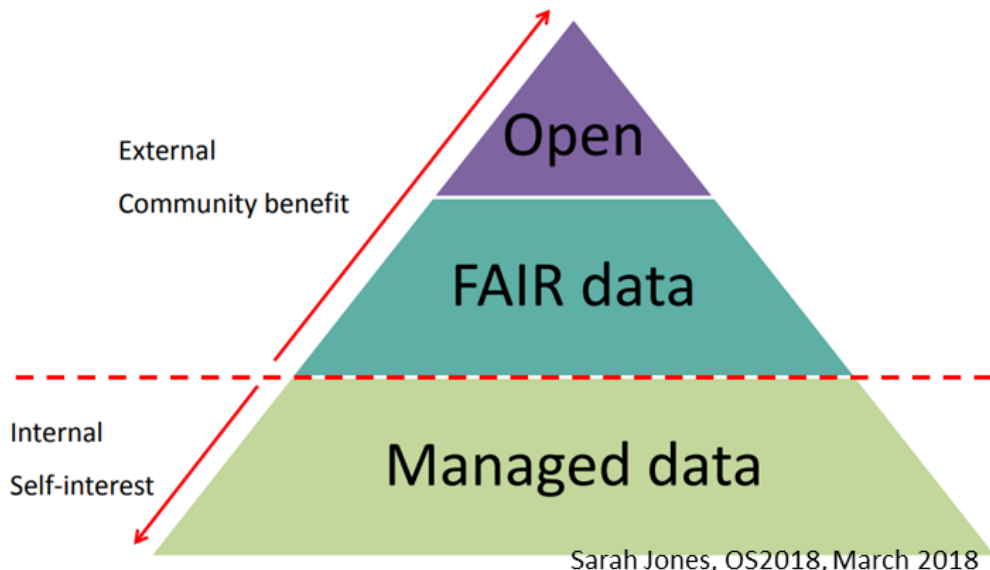 Open
External
Community benefit
FAIR data
Internal
Self-interest
Managed data
Sarah Jones, OS2018, March 2018